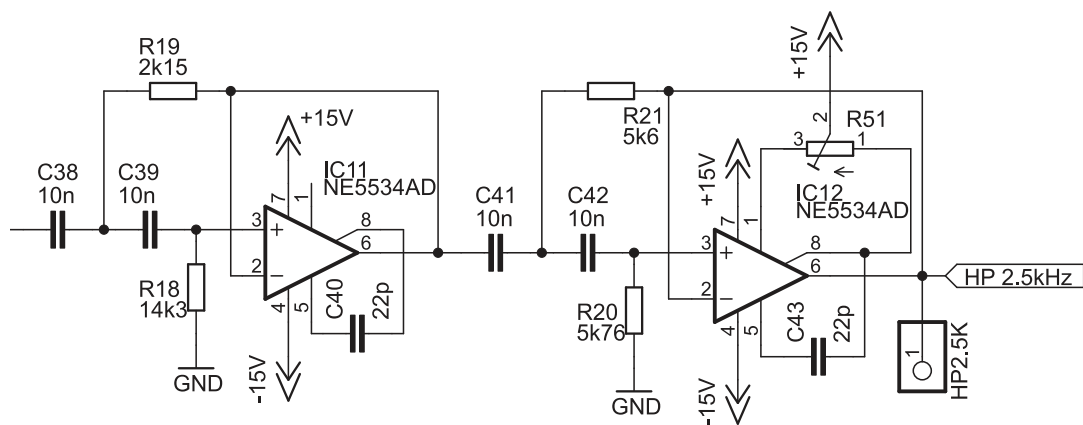 R19
2k15
+15V
IC11
NE5534AD
C38
10n
C39
10n
7
1
3
+
8
6
2
−
4
5
R18
14k3
C40
22p
GND
-15V
+15V
2
R51
3
1
R21
5k6
+15V
IC12
NE5534AD
C41
10n
C42
10n
7
1
3
+
8
6
2
−
4
5
R20
5k76
C43
22p
GND
-15V
HP 2.5kHz
1
HP2.5K